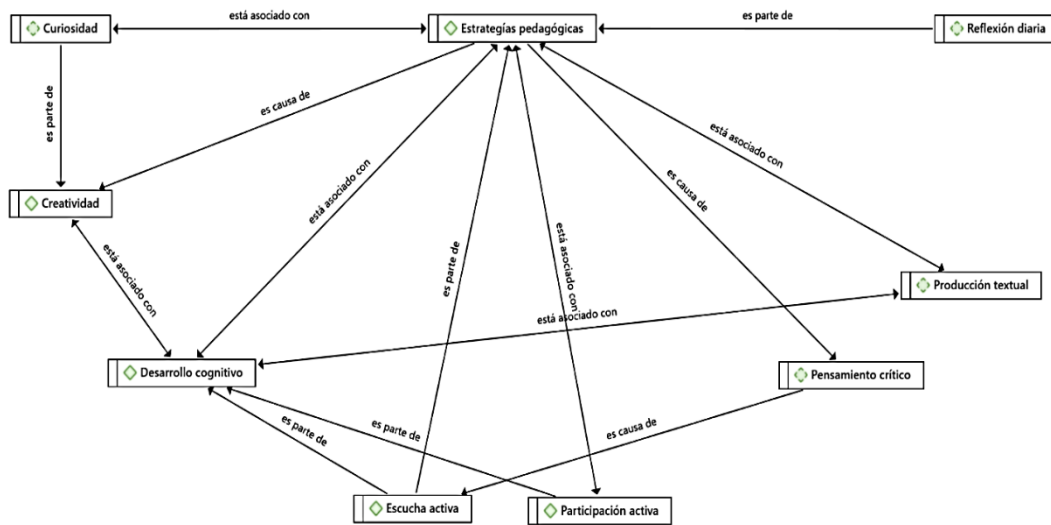 está asociado con
es parte de
Curiosidad
Estrategías pedagógicas
Reflexión diaria
es parte de
es causa de
está asociado con
está asociado con
es causa de
Creatividad
es parte de
está asociado con
está asociado con
Producción textual
está asociado con
Desarrollo cognitivo
Pensamiento crítico
es parte de
es parte de
es causa de
Escucha activa
Participación activa